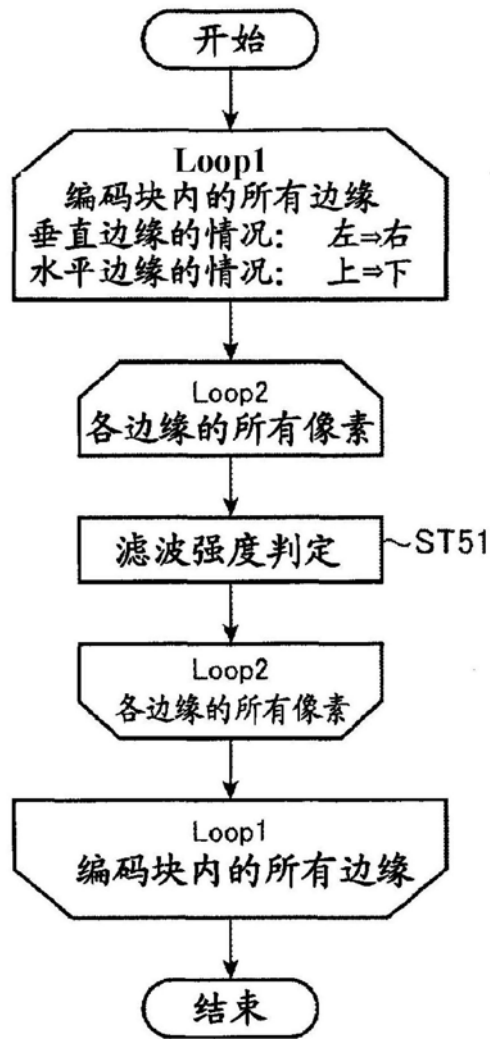 开始
Loop1
编码块内的所有边缘
垂直边缘的情况： 左⇒右
水平边缘的情况： 上⇒下
Loop2
各边缘的所有像素
滤波强度判定
~ST51
Loop2
各边缘的所有像素
Loop1
编码块内的所有边缘
结束